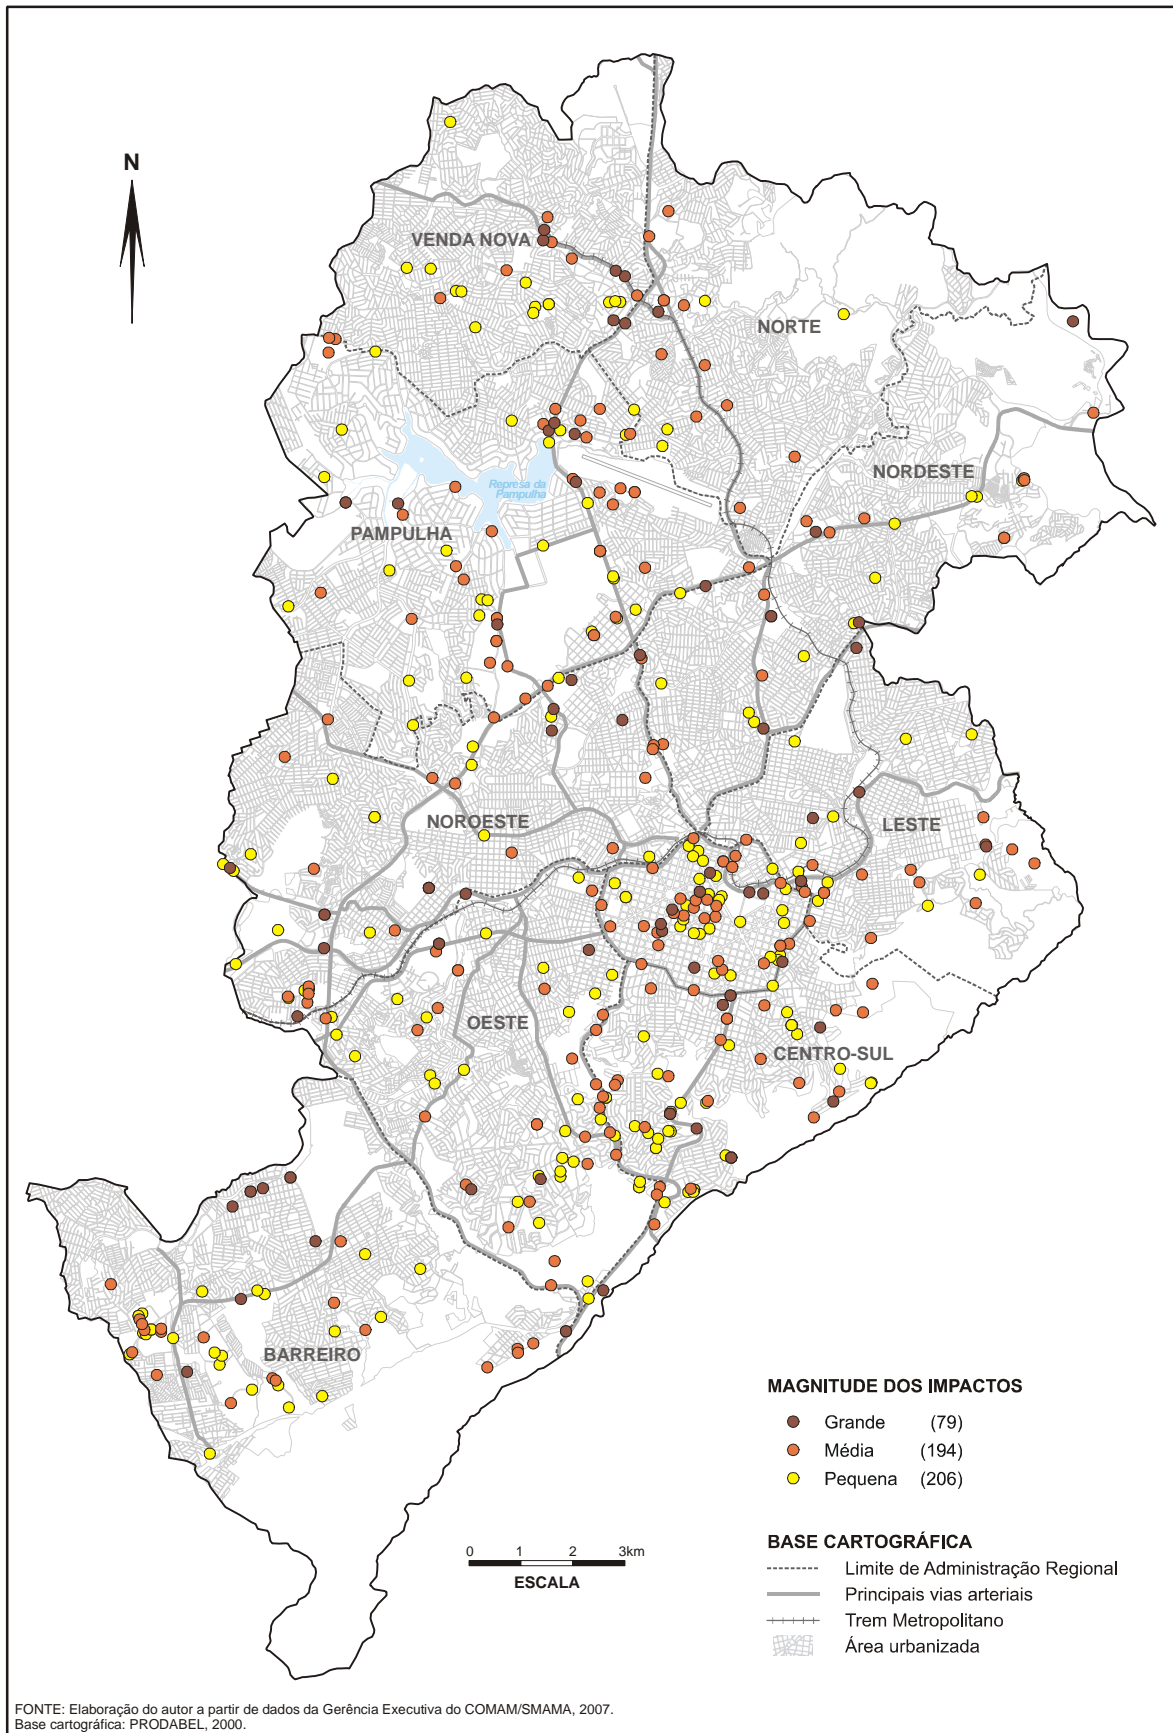 N
VENDA NOVA
NORTE
NORDESTE
Represa da
Pampulha
PAMPULHA
NOROESTE
LESTE
OESTE
CENTRO-SUL
BARREIRO
MAGNITUDE DOS IMPACTOS
Grande (79)
Média (194)
Pequena (206)
0 1 2 3km
ESCALA
BASE CARTOGRÁFICA
Limite de Administração Regional
Principais vias arteriais
Trem Metropolitano
Área urbanizada
FONTE: Elaboração do autor a partir de dados da Gerência Executiva do COMAM/SMAMA, 2007.
Base cartográfica: PRODABEL, 2000.